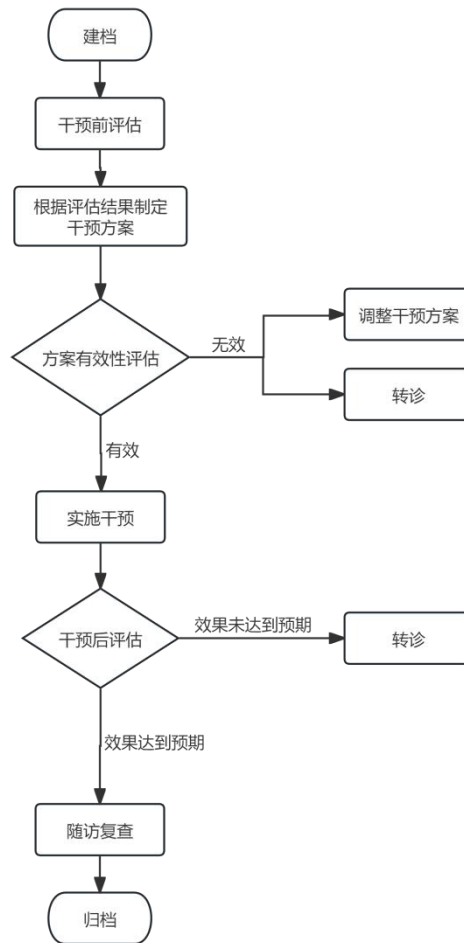 建档
干预前评估
根据评估结果制定
干预方案
调整干预方案
方案有效性评估
无效
转诊
有效
实施干预
干预后评估
效果未达到预期
转诊
效果达到预期
随访复查
归档